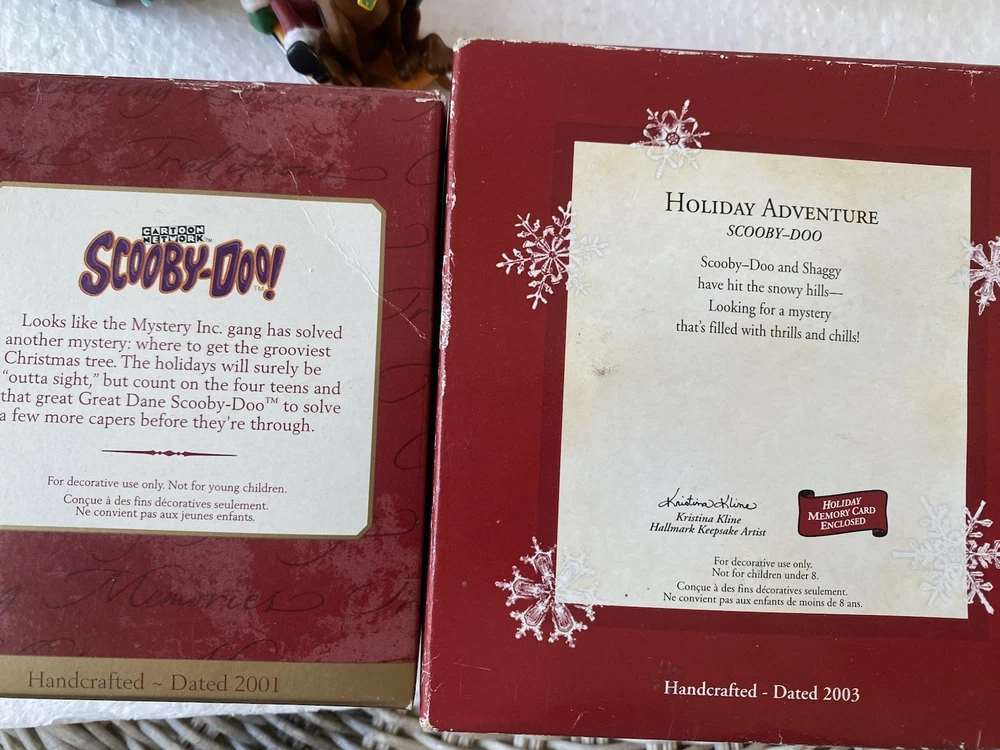 Traditions
CARTOON
NETWORK™
SCOOBY-DOO!™
Looks like the Mystery Inc. gang has solved
another mystery: where to get the grooviest
Christmas tree. The holidays will surely be
"outta sight," but count on the four teens and
that great Great Dane Scooby-Doo™ to solve
a few more capers before they're through.
For decorative use only. Not for young children.
Conçue à des fins décoratives seulement.
Ne convient pas aux jeunes enfants.
Memories
Handcrafted ~ Dated 2001
HOLIDAY ADVENTURE
SCOOBY–DOO
Scooby–Doo and Shaggy
have hit the snowy hills—
Looking for a mystery
that's filled with thrills and chills!
Kristina Kline
Kristina Kline
Hallmark Keepsake Artist
HOLIDAY
MEMORY CARD
ENCLOSED
For decorative use only.
Not for children under 8.
Conçue à des fins décoratives seulement.
Ne convient pas aux enfants de moins de 8 ans.
Handcrafted - Dated 2003